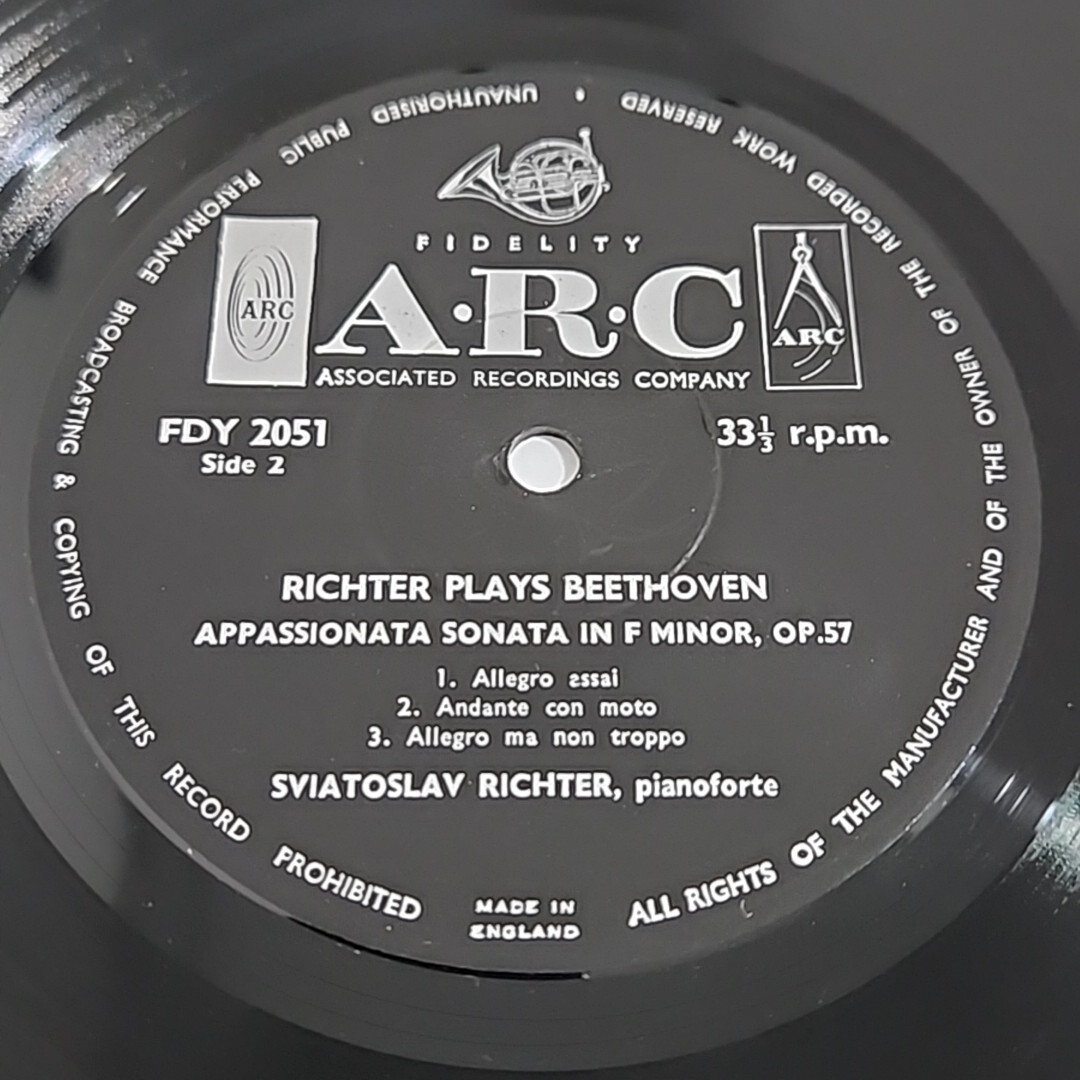 FIDELITY
A·R·C
ARC
ARC
ASSOCIATED RECORDINGS COMPANY
FDY 2051
33⅓ r.p.m.
Side 2
RICHTER PLAYS BEETHOVEN
APPASSIONATA SONATA IN F MINOR, OP.57
1. Allegro assai
2. Andante con moto
3. Allegro ma non troppo
SVIATOSLAV RICHTER, pianoforte
MADE IN
ENGLAND
ALL RIGHTS OF THE MANUFACTURER AND OF THE OWNER OF THE RECORDED WORK RESERVED • UNAUTHORISED PUBLIC PERFORMANCE BROADCASTING & COPYING OF THIS RECORD PROHIBITED